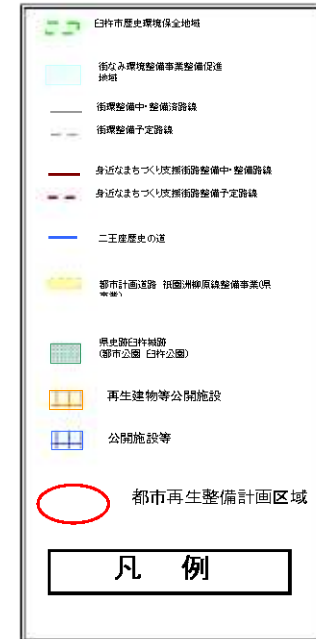 臼杵市歴史環境保全地域
街なみ環境整備事業整備促進
地域
街環整備中・整備済路線
街環整備予定路線
身近なまちづくり支援街路整備中・整備路線
身近なまちづくり支援街路整備予定路線
二王座歴史の道
都市計画道路 祇園洲柳原線整備事業(県
事業)
県史跡臼杵城跡
(都市公園 臼杵公園)
再生建物等公開施設
公開施設等
都市再生整備計画区域
凡 例